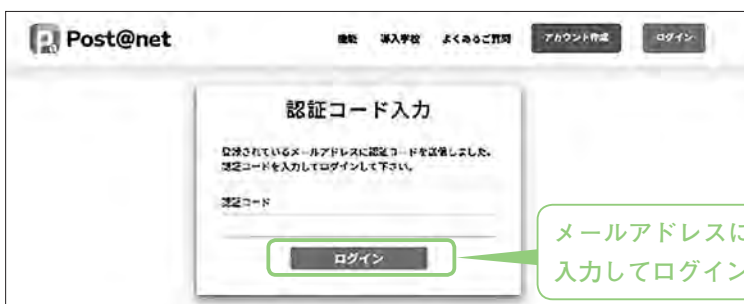 Post@net
機能 導入学校 よくあるご質問 アカウント作成 ログイン
認証コード入力
登録されているメールアドレスに認証コードを送信しました。
認証コードを入力してログインして下さい。
認証コード
ログイン
メールアドレスに
入力してログイン